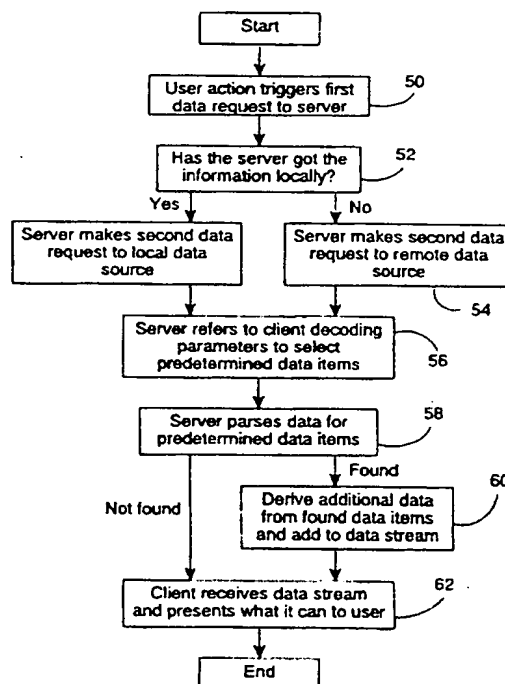 Start
User action triggers first
data request to server
50
Has the server got the
information locally?
52
Yes
No
Server makes second data
request to local data
source
Server makes second data
request to remote data
source
54
Server refers to client decoding
parameters to select
predetermined data items
56
Server parses data for
predetermined data items
58
Found
Not found
Derive additional data
from found data items
and add to data stream
60
Client receives data stream
and presents what it can to user
62
End